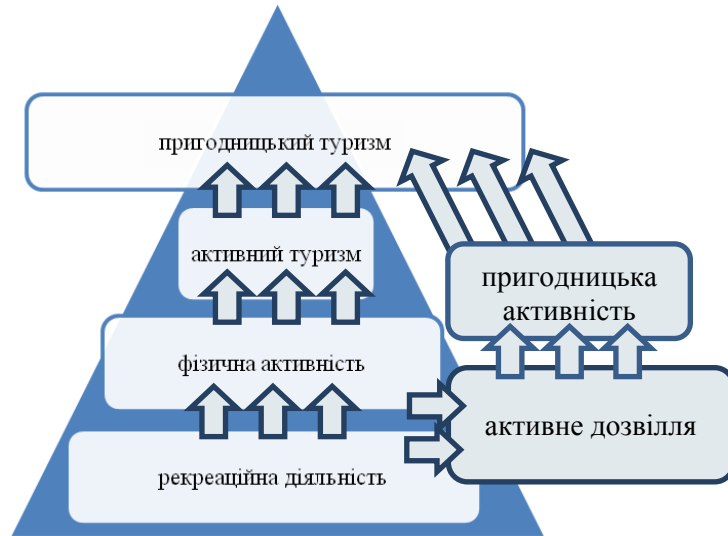 пригодницький туризм
активний туризм
пригодницька
активність
фізична активність
активне дозвілля
рекреаційна діяльність